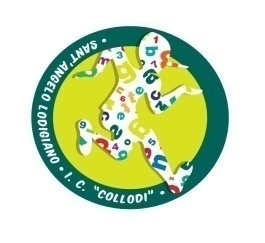 • I. C. "COLLODI" •
SANT'ANGELO LODIGIANO